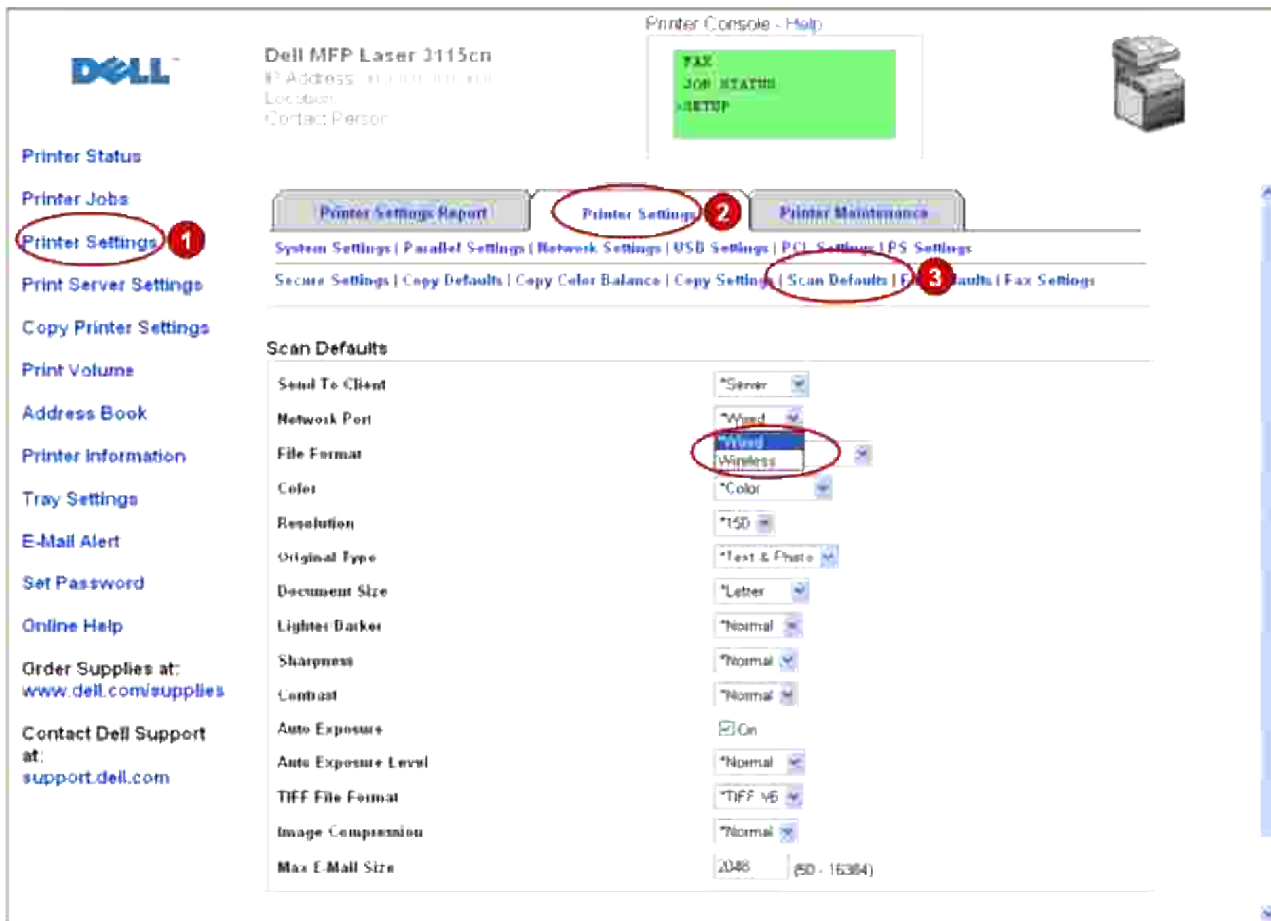 Printer Console - Help
DELL
Dell MFP Laser 3115cn
IP Address
Location
Contact Person
FAX
JOB STATUS
SETUP
Printer Status
Printer Jobs
Printer Settings 1
Print Server Settings
Copy Printer Settings
Print Volume
Address Book
Printer Information
Tray Settings
E-Mail Alert
Set Password
Online Help
Order Supplies at:
www.dell.com/supplies
Contact Dell Support
at:
support.dell.com
Printer Settings Report
Printer Settings 2
Printer Maintenance
System Settings | Parallel Settings | Network Settings | USB Settings | PCL Settings | PS Settings
Secure Settings | Copy Defaults | Copy Color Balance | Copy Settings | Scan Defaults | 3 | Fax Settings
Scan Defaults
Send To Client *Server
Network Port *Wired
*Wired
Wireless
File Format
Color *Color
Resolution *150
Original Type *Text & Photo
Document Size *Letter
Lighter Darker *Normal
Sharpness *Normal
Contrast *Normal
Auto Exposure On
Auto Exposure Level *Normal
TIFF File Format *TIFF V6
Image Compression *Normal
Max E-Mail Size 2048 (50 - 16384)